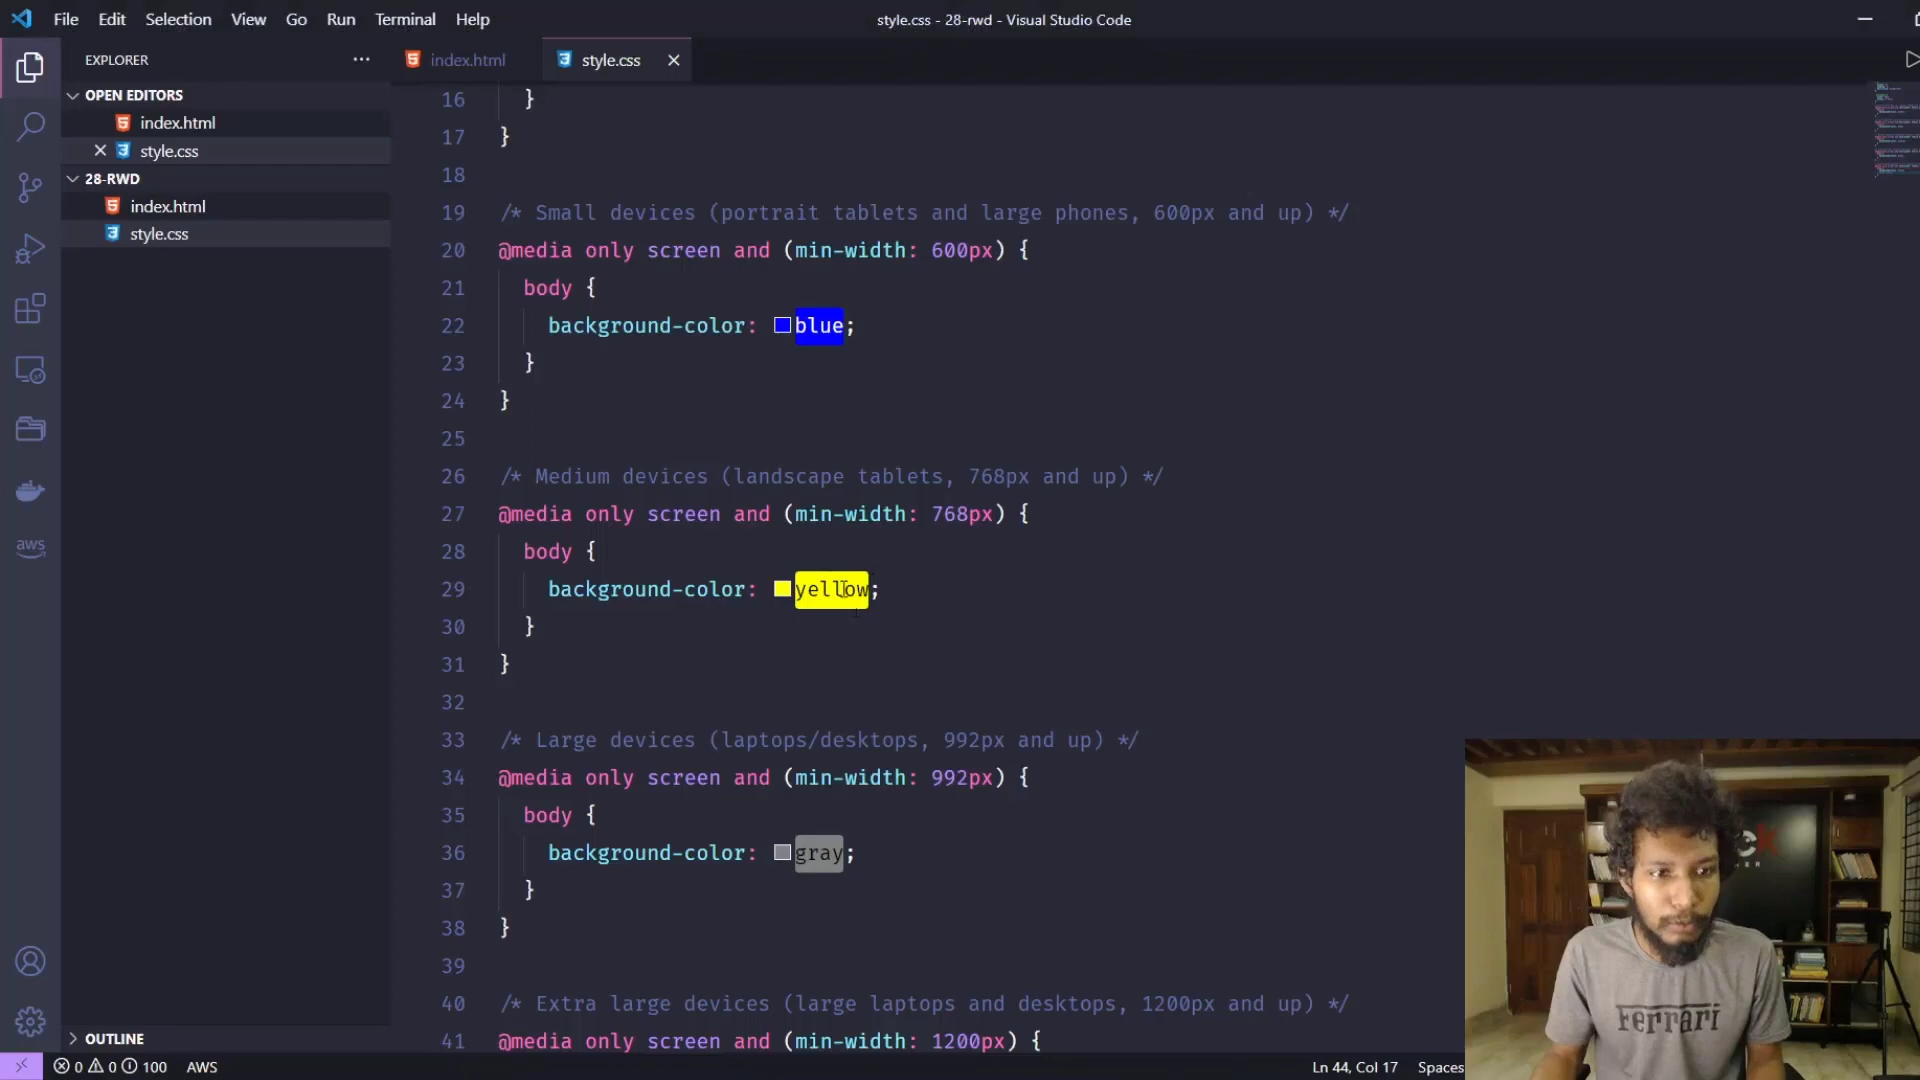 File Edit Selection View Go Run Terminal Help
style.css - 28-rwd - Visual Studio Code
EXPLORER
OPEN EDITORS
index.html
style.css
28-RWD
index.html
style.css
OUTLINE
aws
index.html
style.css
16 }
17 }
18
19 /* Small devices (portrait tablets and large phones, 600px and up) */
20 @media only screen and (min-width: 600px) {
21 body {
22 background-color: blue;
23 }
24 }
25
26 /* Medium devices (landscape tablets, 768px and up) */
27 @media only screen and (min-width: 768px) {
28 body {
29 background-color: yellow;
30 }
31 }
32
33 /* Large devices (laptops/desktops, 992px and up) */
34 @media only screen and (min-width: 992px) {
35 body {
36 background-color: gray;
37 }
38 }
39
40 /* Extra large devices (large laptops and desktops, 1200px and up) */
41 @media only screen and (min-width: 1200px) {
0 0 100 AWS
Ln 44, Col 17 Spaces
Ferrari